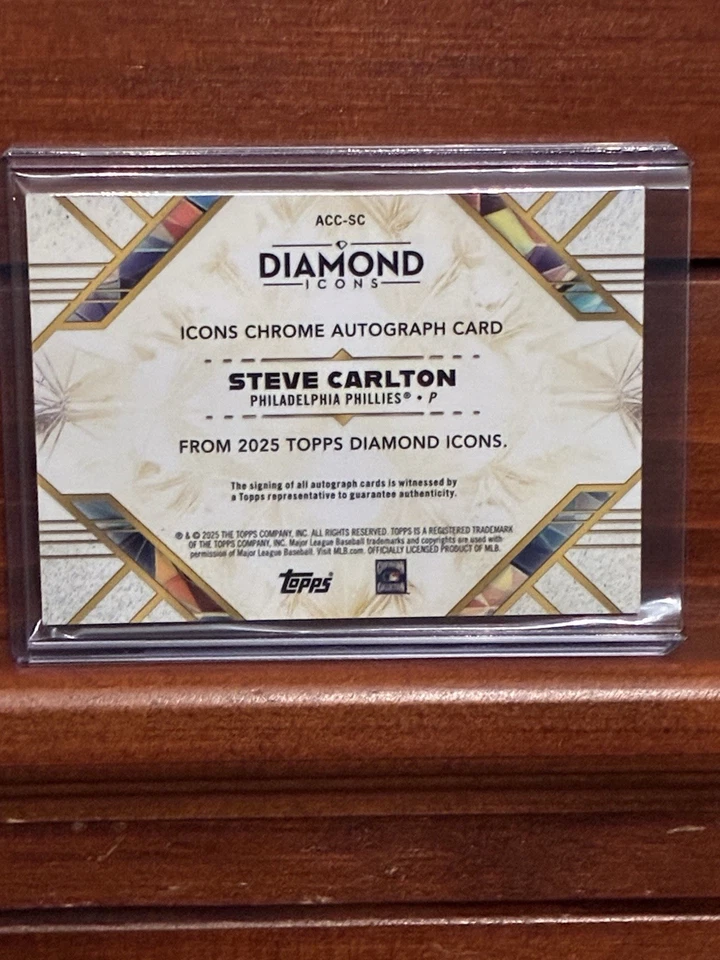 ACC-SC
DIAMOND
ICONS
ICONS CHROME AUTOGRAPH CARD
STEVE CARLTON
PHILADELPHIA PHILLIES® • P
FROM 2025 TOPPS DIAMOND ICONS.
The signing of all autograph cards is witnessed by
a Topps representative to guarantee authenticity.
® & © 2025 THE TOPPS COMPANY, INC. ALL RIGHTS RESERVED. TOPPS IS A REGISTERED TRADEMARK
OF THE TOPPS COMPANY, INC. Major League Baseball trademarks and copyrights are used with
permission of Major League Baseball. Visit MLB.com. OFFICIALLY LICENSED PRODUCT OF MLB.
topps